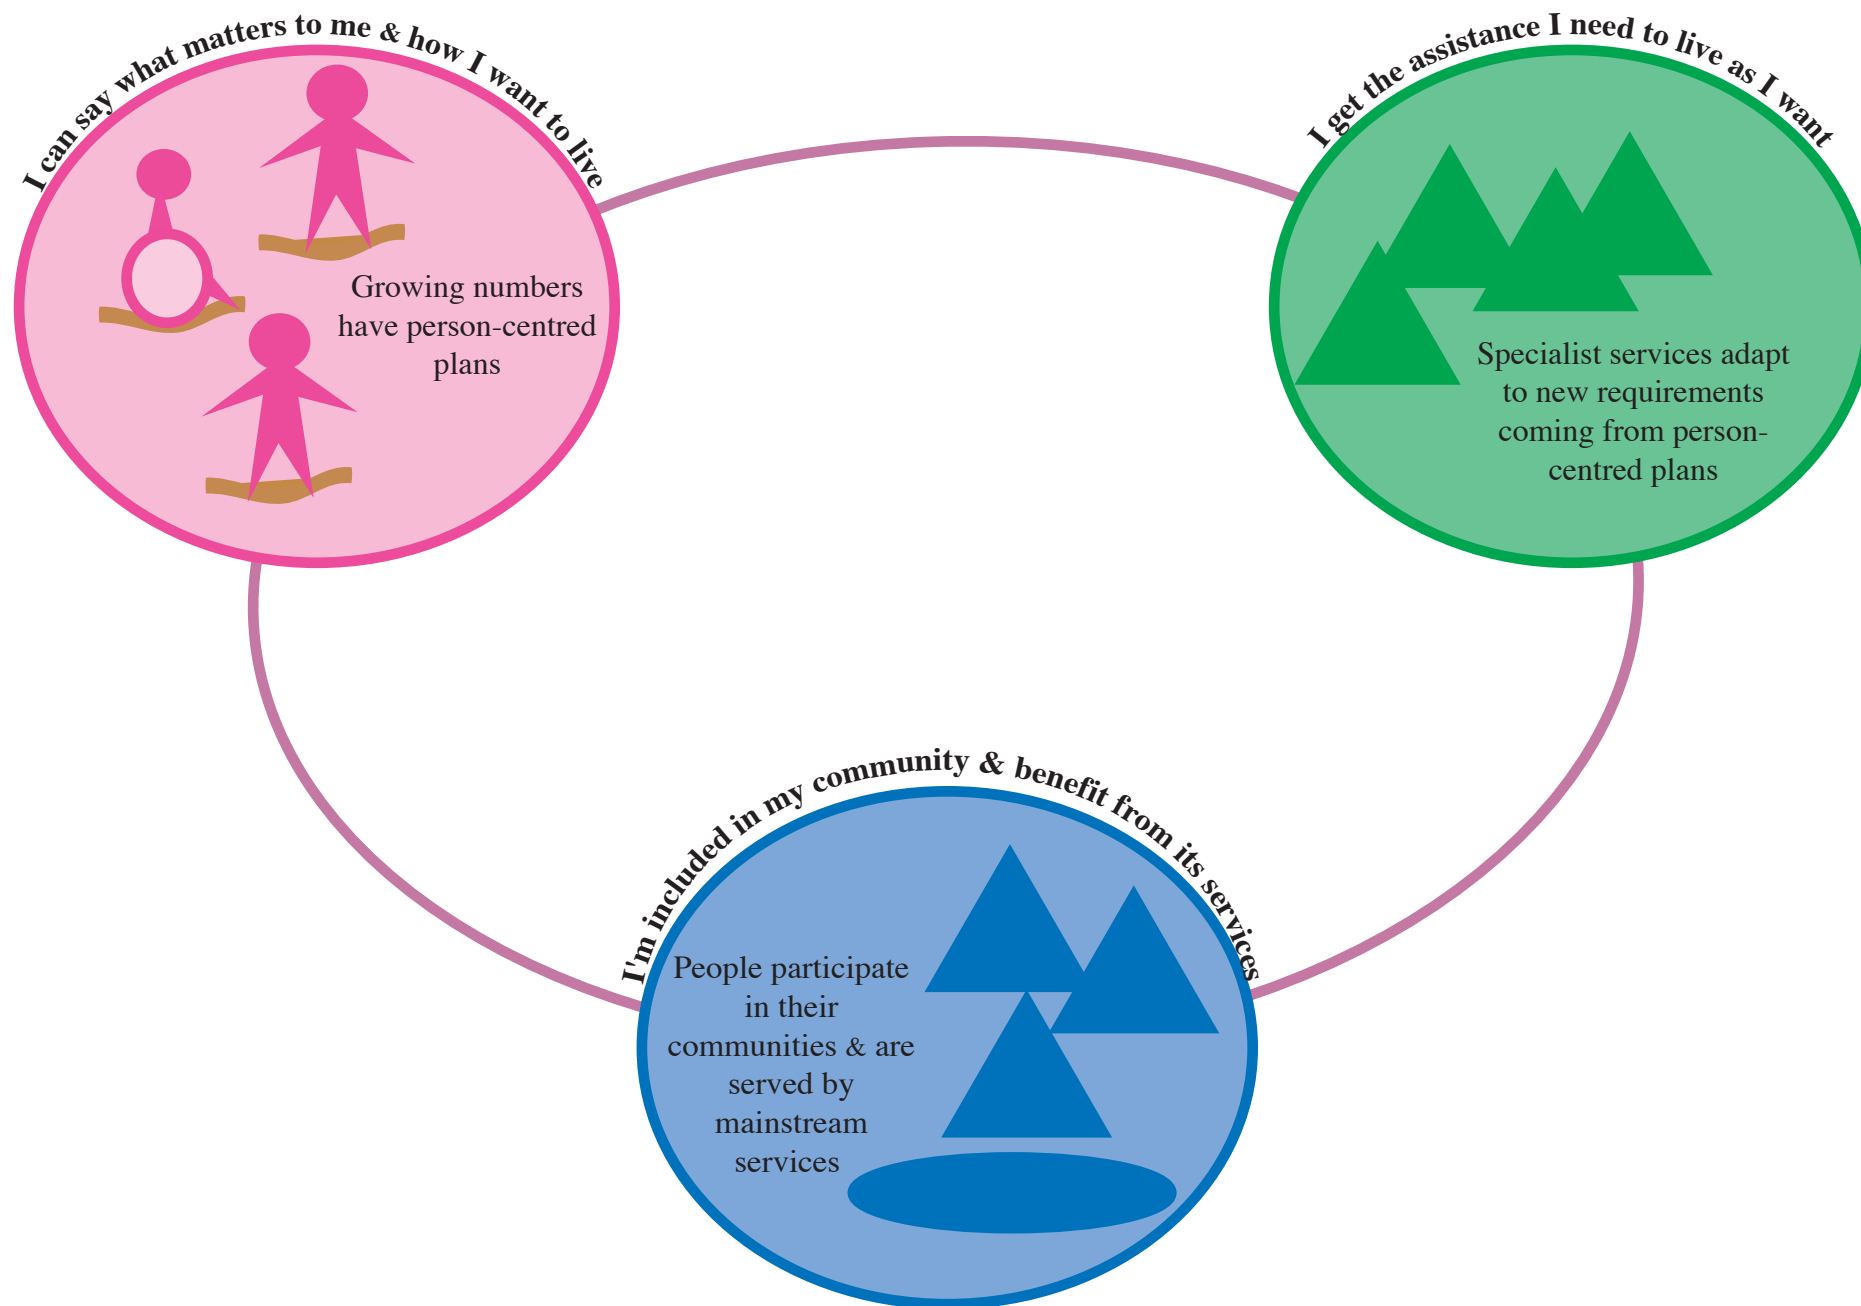 I can say what matters to me & how I want to live
Growing numbers
have person-centred
plans
I get the assistance I need to live as I want
Specialist services adapt
to new requirements
coming from person-
centred plans
I'm included in my community & benefit from its services
People participate
in their
communities & are
served by
mainstream
services